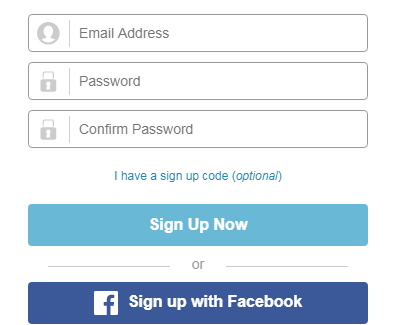 Email Address
Password
Confirm Password
I have a sign up code (optional)
Sign Up Now
or
Sign up with Facebook